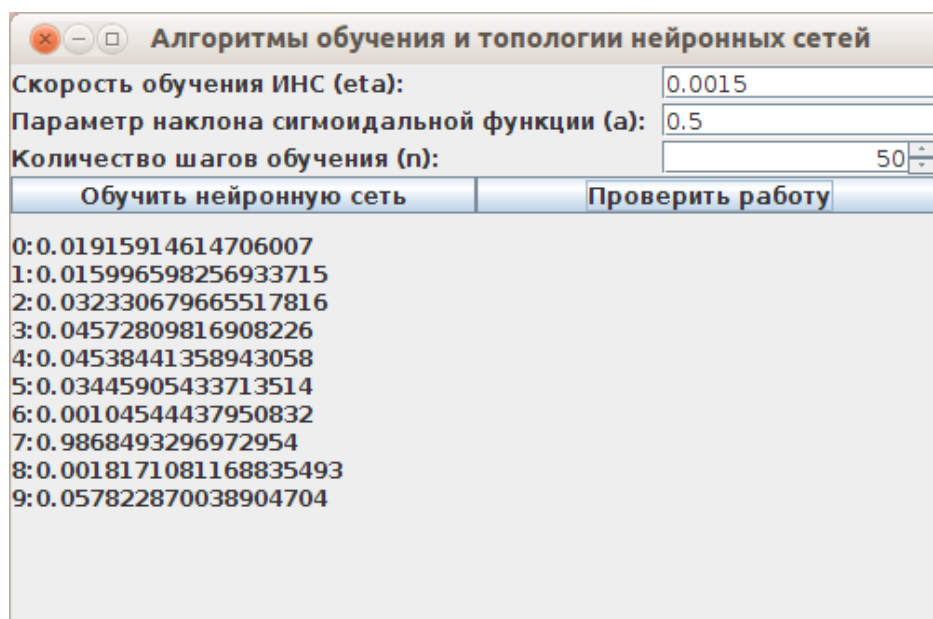 Алгоритмы обучения и топологии нейронных сетей
Скорость обучения ИНС (eta): 0.0015
Параметр наклона сигмоидальной функции (a): 0.5
Количество шагов обучения (n): 50
Обучить нейронную сеть Проверить работу
0:0.01915914614706007
1:0.015996598256933715
2:0.032330679665517816
3:0.04572809816908226
4:0.04538441358943058
5:0.03445905433713514
6:0.00104544437950832
7:0.9868493296972954
8:0.0018171081168835493
9:0.057822870038904704